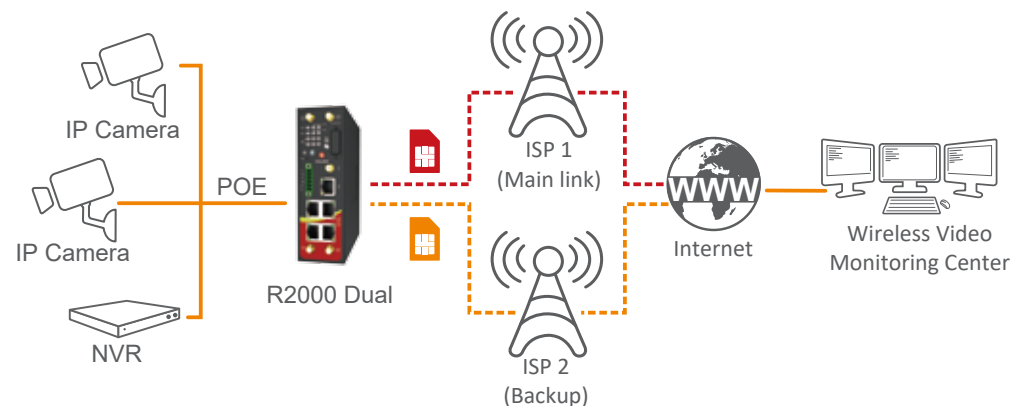 IP Camera
IP Camera
NVR
POE
R2000 Dual
ISP 1
(Main link)
ISP 2
(Backup)
WWW
Internet
Wireless Video
Monitoring Center